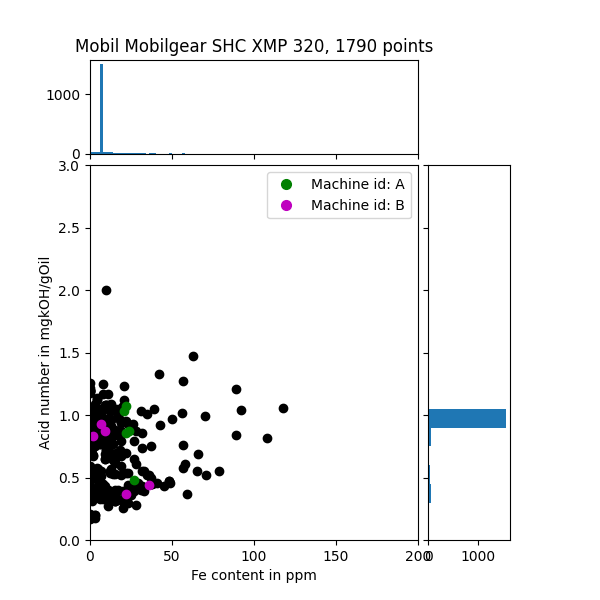 Mobil Mobilgear SHC XMP 320, 1790 points
1000
0
3.0
2.5
2.0
1.5
1.0
0.5
0.0
Acid number in mgkOH/gOil
Machine id: A
Machine id: B
0 50 100 150 200
0 1000
Fe content in ppm